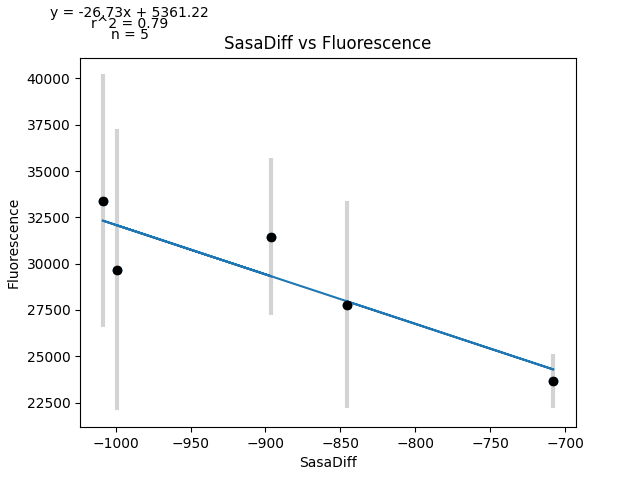 y = -26.73x + 5361.22
r^2 = 0.79
n = 5
SasaDiff vs Fluorescence
40000
37500
35000
32500
30000
27500
25000
22500
Fluorescence
−1000 −950 −900 −850 −800 −750 −700
SasaDiff